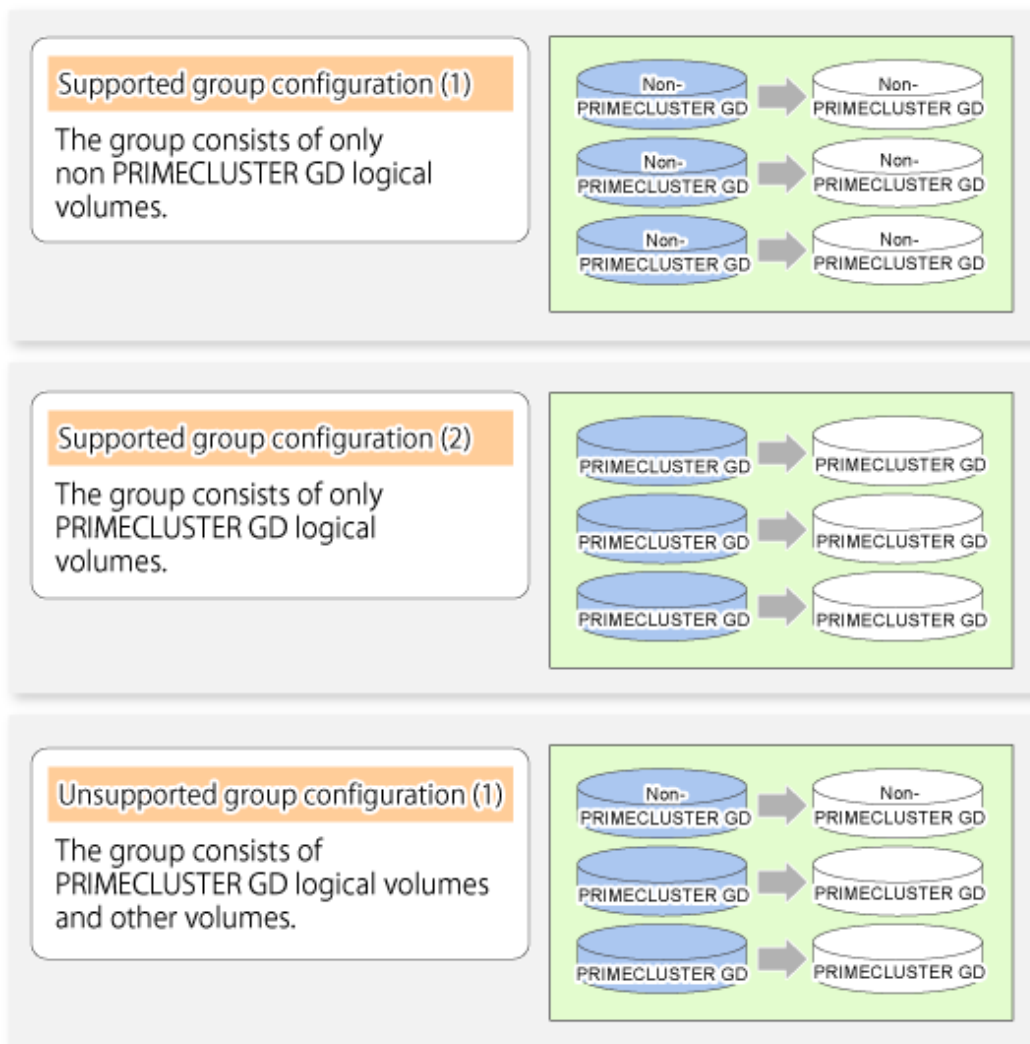 Supported group configuration (1)
The group consists of only
non PRIMECLUSTER GD logical
volumes.
Non-
PRIMECLUSTER GD
Non-
PRIMECLUSTER GD
Non-
PRIMECLUSTER GD
Non-
PRIMECLUSTER GD
Non-
PRIMECLUSTER GD
Non-
PRIMECLUSTER GD
Supported group configuration (2)
The group consists of only
PRIMECLUSTER GD logical
volumes.
PRIMECLUSTER GD
PRIMECLUSTER GD
PRIMECLUSTER GD
PRIMECLUSTER GD
PRIMECLUSTER GD
PRIMECLUSTER GD
Unsupported group configuration (1)
The group consists of
PRIMECLUSTER GD logical volumes
and other volumes.
Non-
PRIMECLUSTER GD
Non-
PRIMECLUSTER GD
PRIMECLUSTER GD
PRIMECLUSTER GD
PRIMECLUSTER GD
PRIMECLUSTER GD